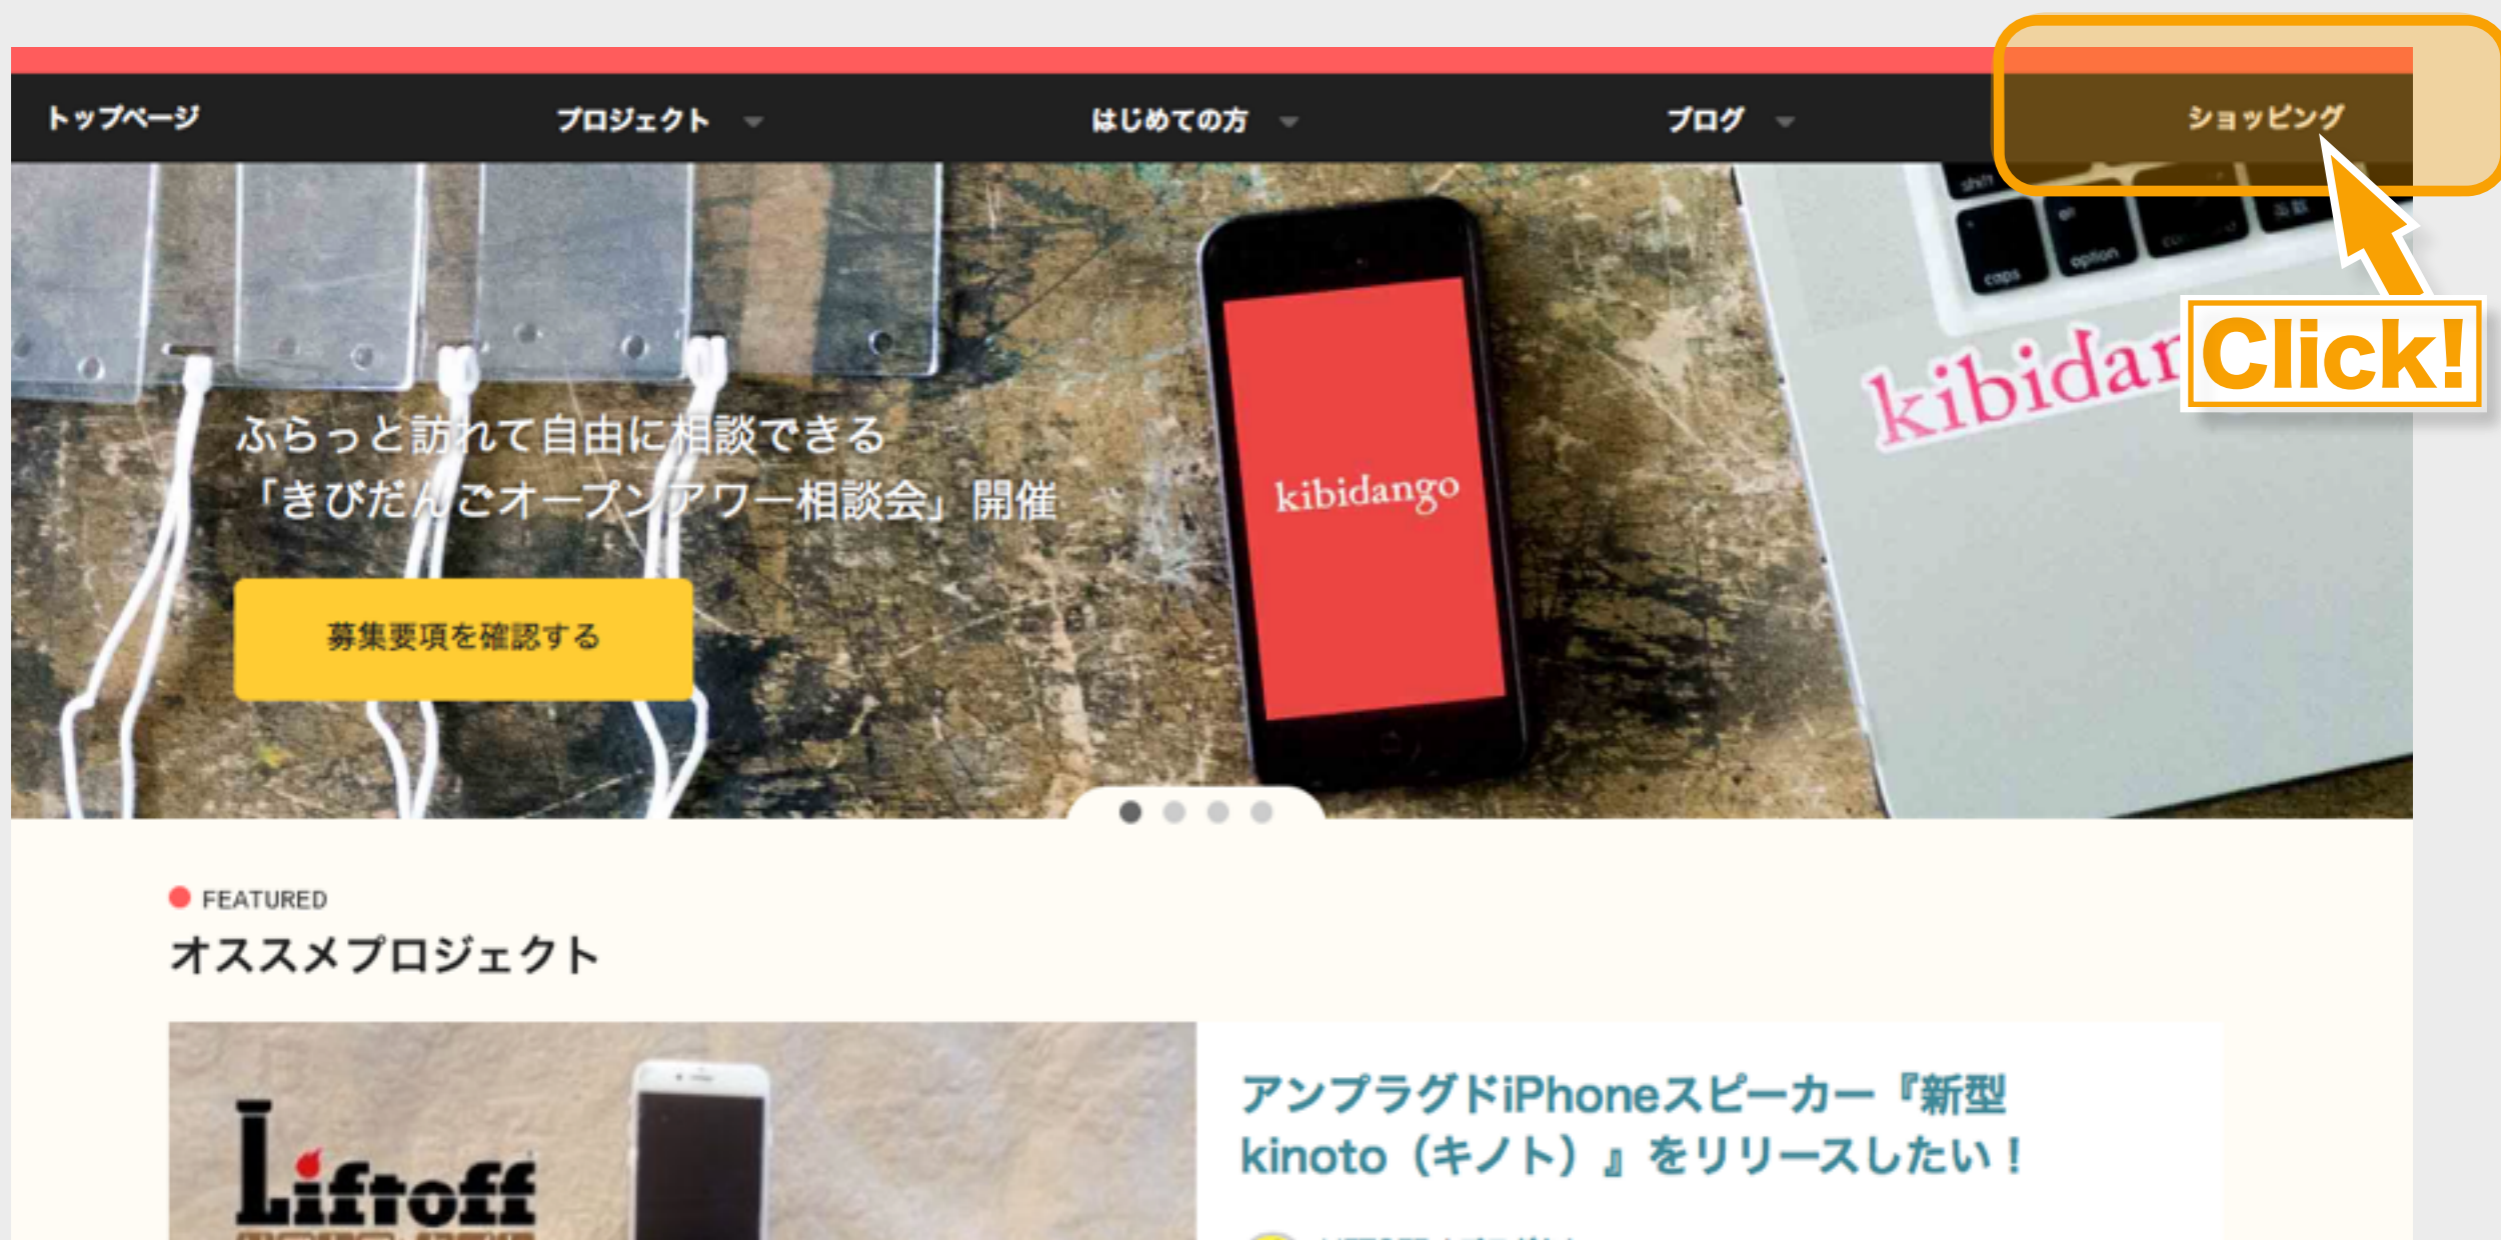 トップページ
プロジェクト
はじめての方
ブログ
ショッピング
shift
caps
option
Click!
ふらっと訪れて自由に相談できる
「きびだんごオープンアワー相談会」開催
kibidango
募集要項を確認する
FEATURED
オススメプロジェクト
アンプラグドiPhoneスピーカー『新型
kinoto（キノト）』をリリースしたい！
Liftoff